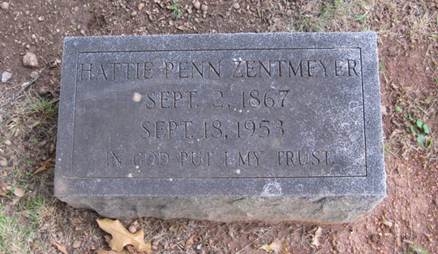 HATTIE PENN ZENTMEYER
SEPT. 2, 1867
SEPT. 18, 1953
IN GOD PUT I MY TRUST